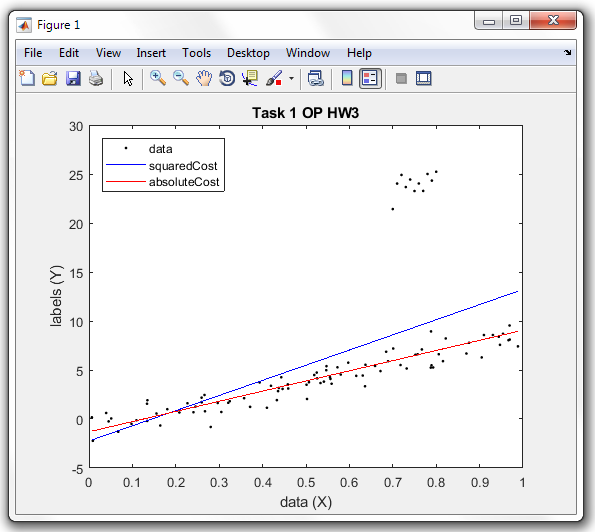 Figure 1
File Edit View Insert Tools Desktop Window Help
Task 1 OP HW3
data
squaredCost
absoluteCost
30
25
20
15
10
5
0
-5
labels (Y)
0 0.1 0.2 0.3 0.4 0.5 0.6 0.7 0.8 0.9 1
data (X)